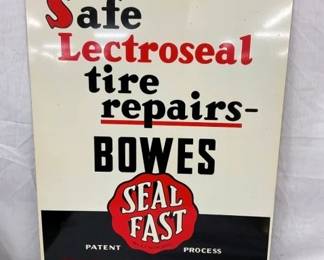 Safe
Lectroseal
tire
repairs-
BOWES
SEAL
FAST
PATENT PROCESS